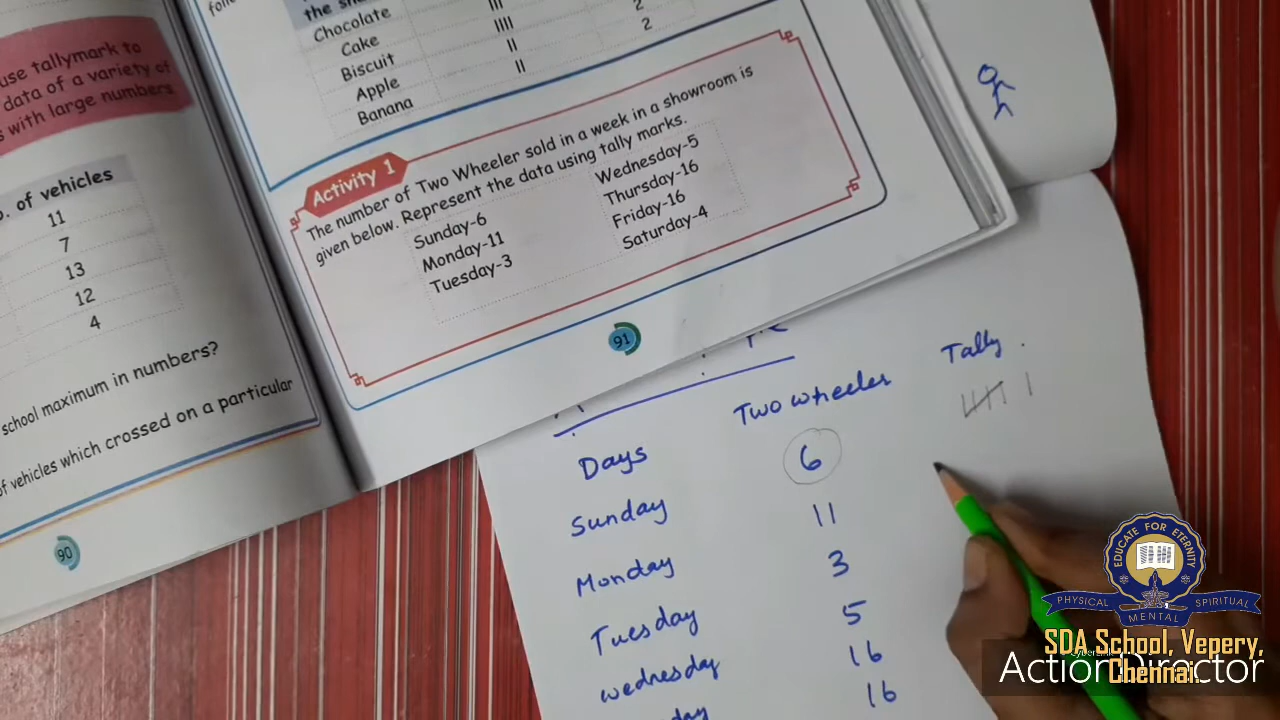 use tallymark to
data of a variety of
s with large numbers
of vehicles
11
7
13
12
4
school maximum in numbers?
of vehicles which crossed on a particular
90
the
Chocolate
Cake
Biscuit
Apple
Banana
III
IIII
II
II
2
2
Activity 1
The number of Two Wheeler sold in a week in a showroom is
given below. Represent the data using tally marks.
Sunday-6
Monday-11
Tuesday-3
Wednesday-5
Thursday-16
Friday-16
Saturday-4
91
Days Two wheeler Tally.
Sunday 6
Monday 11
Tuesday 3
Wednesday 5
day 16
16
EDUCATE FOR ETERNITY
PHYSICAL SPIRITUAL
MENTAL
SDA School, Vepery,
Chennai.
ActionDirector